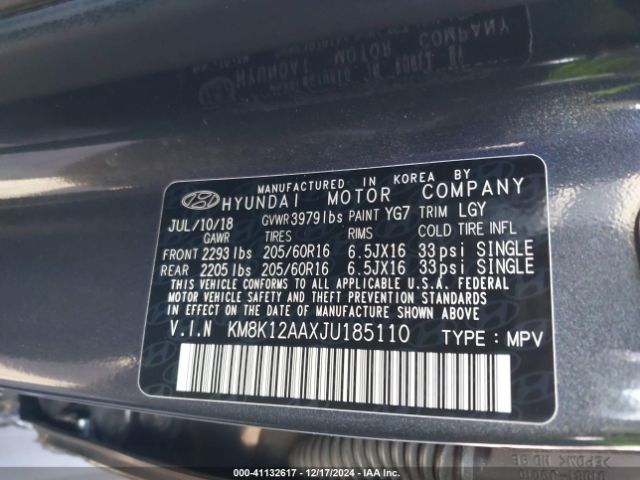 MANUFACTURED IN KOREA BY
HYUNDAI MOTOR COMPANY
JUL/10/18 GVWR 3979lbs PAINT YG7 TRIM LGY
GAWR TIRES RIMS COLD TIRE INFL
FRONT 2293 lbs 205/60R16 6.5JX16 33psi SINGLE
REAR 2205 lbs 205/60R16 6.5JX16 33psi SINGLE
THIS VEHICLE CONFORMS TO ALL APPLICABLE U.S.A. FEDERAL
MOTOR VEHICLE SAFETY, BUMPER, AND THEFT PREVENTION
STANDARDS IN EFFECT ON THE DATE OF MANUFACTURE SHOWN ABOVE.
V.I.N KM8K12AAXJU185110 TYPE : MPV
000-41132617 - 12/17/2024 - IAA, Inc.